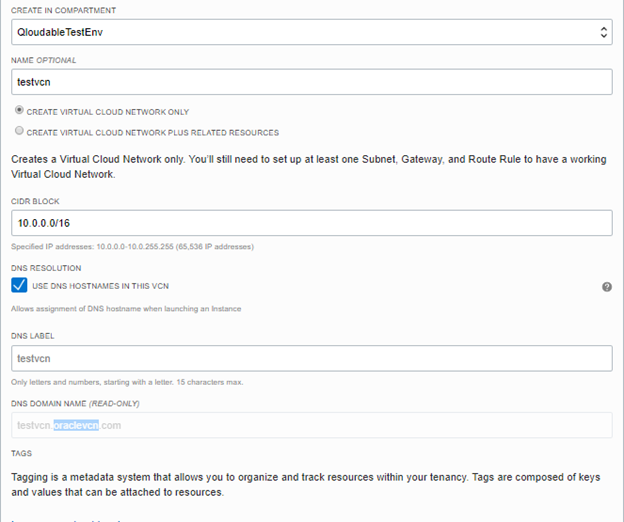 CREATE IN COMPARTMENT
QloudableTestEnv
NAME OPTIONAL
testvcn
CREATE VIRTUAL CLOUD NETWORK ONLY
CREATE VIRTUAL CLOUD NETWORK PLUS RELATED RESOURCES
Creates a Virtual Cloud Network only. You'll still need to set up at least one Subnet, Gateway, and Route Rule to have a working
Virtual Cloud Network.
CIDR BLOCK
10.0.0.0/16
Specified IP addresses: 10.0.0.0-10.0.255.255 (65,536 IP addresses)
DNS RESOLUTION
USE DNS HOSTNAMES IN THIS VCN
Allows assignment of DNS hostname when launching an Instance
DNS LABEL
testvcn
Only letters and numbers, starting with a letter. 15 characters max.
DNS DOMAIN NAME (READ-ONLY)
testvcn.oraclevcn.com
TAGS
Tagging is a metadata system that allows you to organize and track resources within your tenancy. Tags are composed of keys
and values that can be attached to resources.